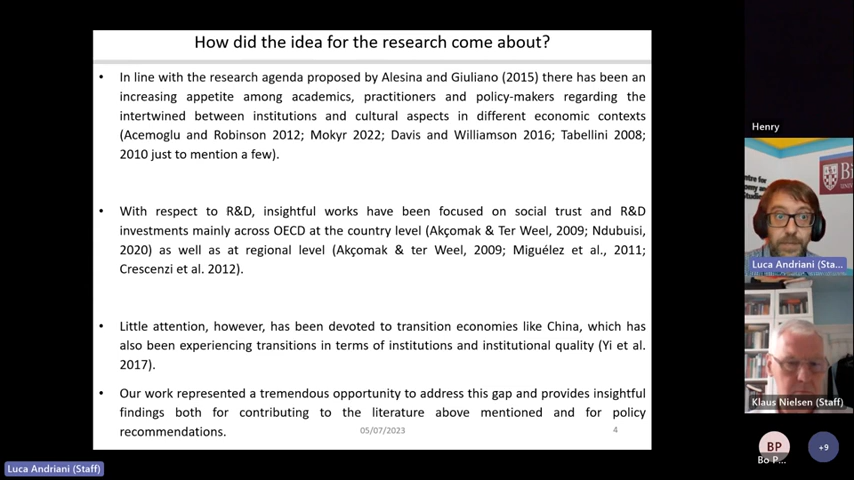 How did the idea for the research come about?
• In line with the research agenda proposed by Alesina and Giuliano (2015) there has been an
increasing appetite among academics, practitioners and policy-makers regarding the
intertwined between institutions and cultural aspects in different economic contexts
(Acemoglu and Robinson 2012; Mokyr 2022; Davis and Williamson 2016; Tabellini 2008;
2010 just to mention a few).
• With respect to R&D, insightful works have been focused on social trust and R&D
investments mainly across OECD at the country level (Akçomak & Ter Weel, 2009; Ndubuisi,
2020) as well as at regional level (Akçomak & ter Weel, 2009; Miguélez et al., 2011;
Crescenzi et al. 2012).
• Little attention, however, has been devoted to transition economies like China, which has
also been experiencing transitions in terms of institutions and institutional quality (Yi et al.
2017).
• Our work represented a tremendous opportunity to address this gap and provides insightful
findings both for contributing to the literature above mentioned and for policy
recommendations.
05/07/2023
4
Henry
Luca Andriani (Sta...
Klaus Nielsen (Staff)
BP
+9
Bo P...
Luca Andriani (Staff)